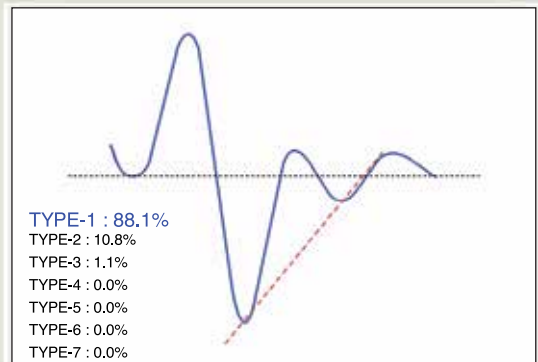 TYPE-1 : 88.1%
TYPE-2 : 10.8%
TYPE-3 : 1.1%
TYPE-4 : 0.0%
TYPE-5 : 0.0%
TYPE-6 : 0.0%
TYPE-7 : 0.0%